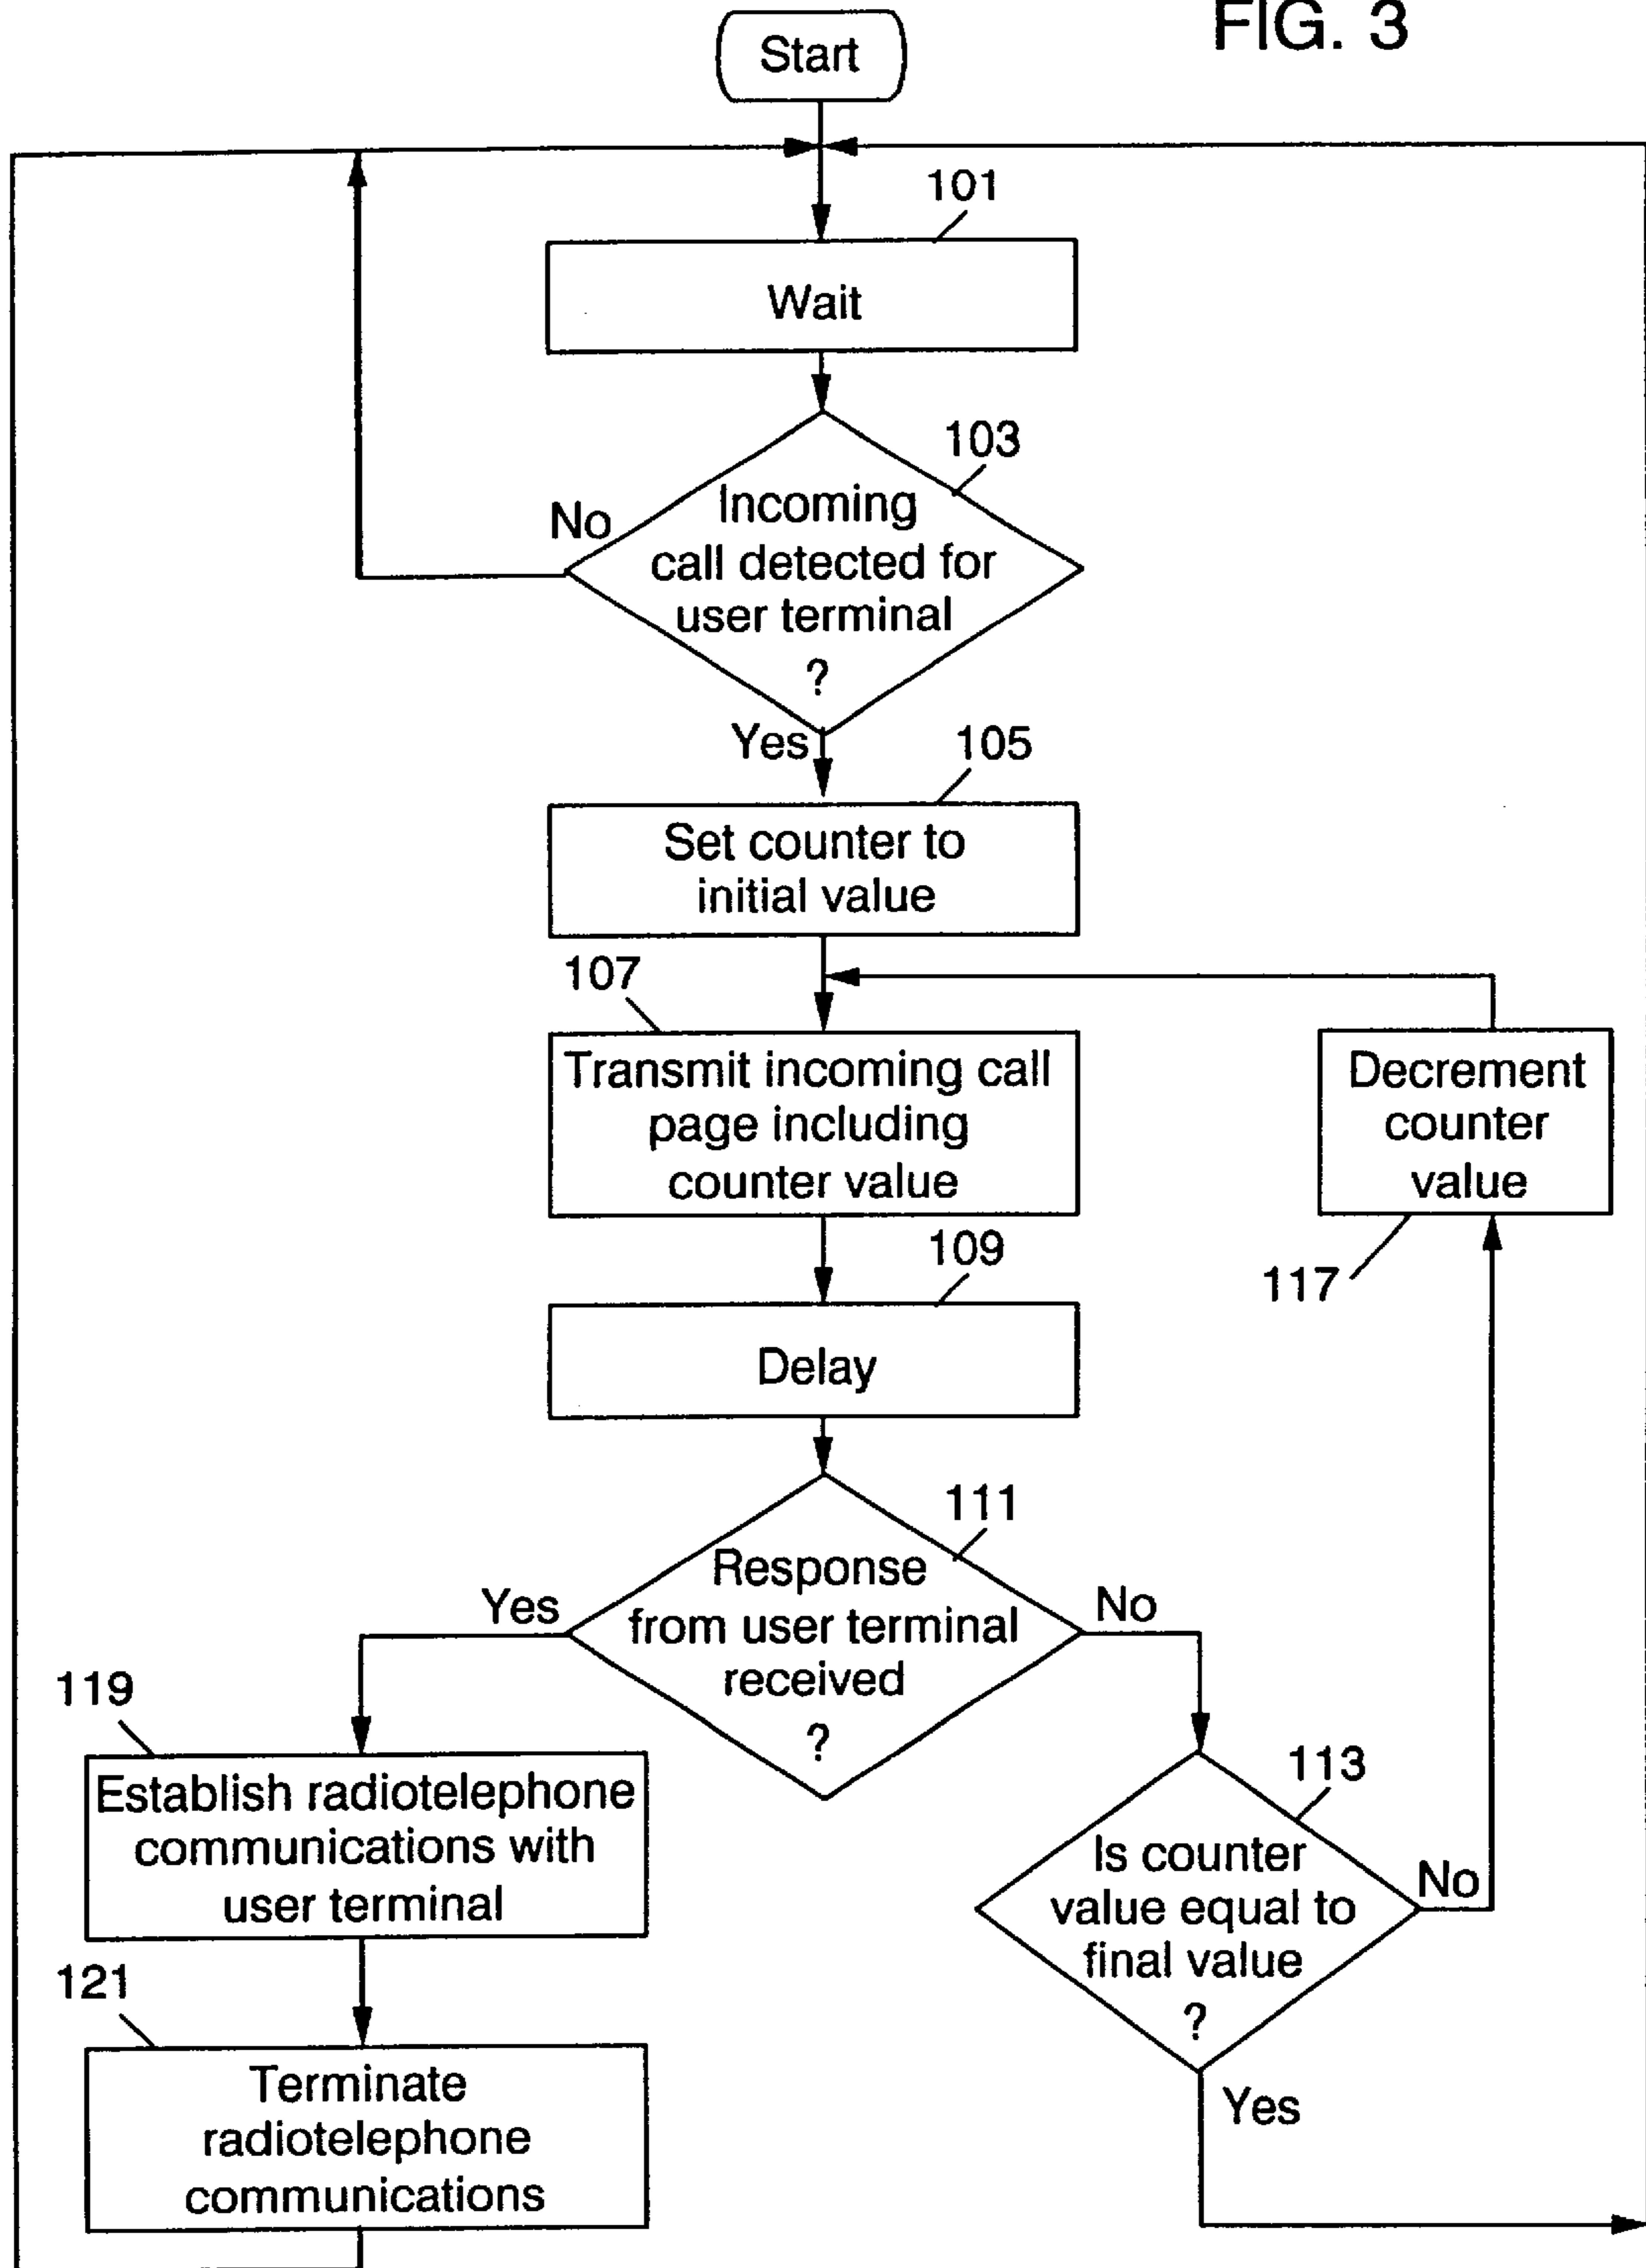 FIG. 3
Start
101
Wait
103
No
Incoming
call detected for
user terminal
?
Yes
105
Set counter to
initial value
107
Transmit incoming call
page including
counter value
Decrement
counter
value
117
109
Delay
111
Response
from user terminal
received
?
Yes
No
119
Establish radiotelephone
communications with
user terminal
113
Is counter
value equal to
final value
?
No
Yes
121
Terminate
radiotelephone
communications